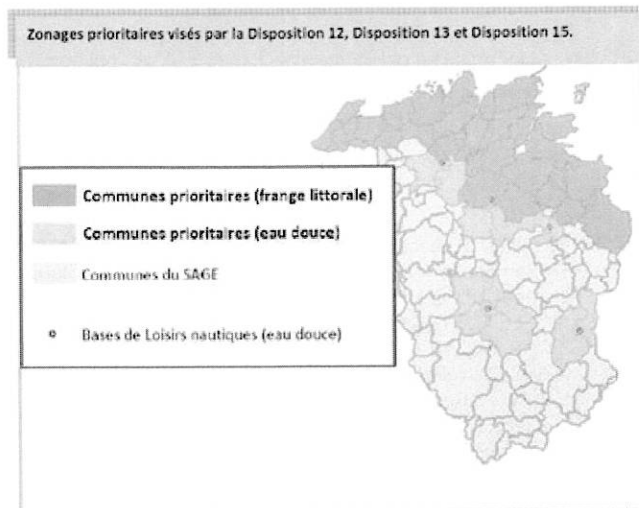 Zonages prioritaires visés par la Disposition 12, Disposition 13 et Disposition 15.
Communes prioritaires (frange littorale)
Communes prioritaires (eau douce)
Communes du SAGE
Bases de Loisirs nautiques (eau douce)